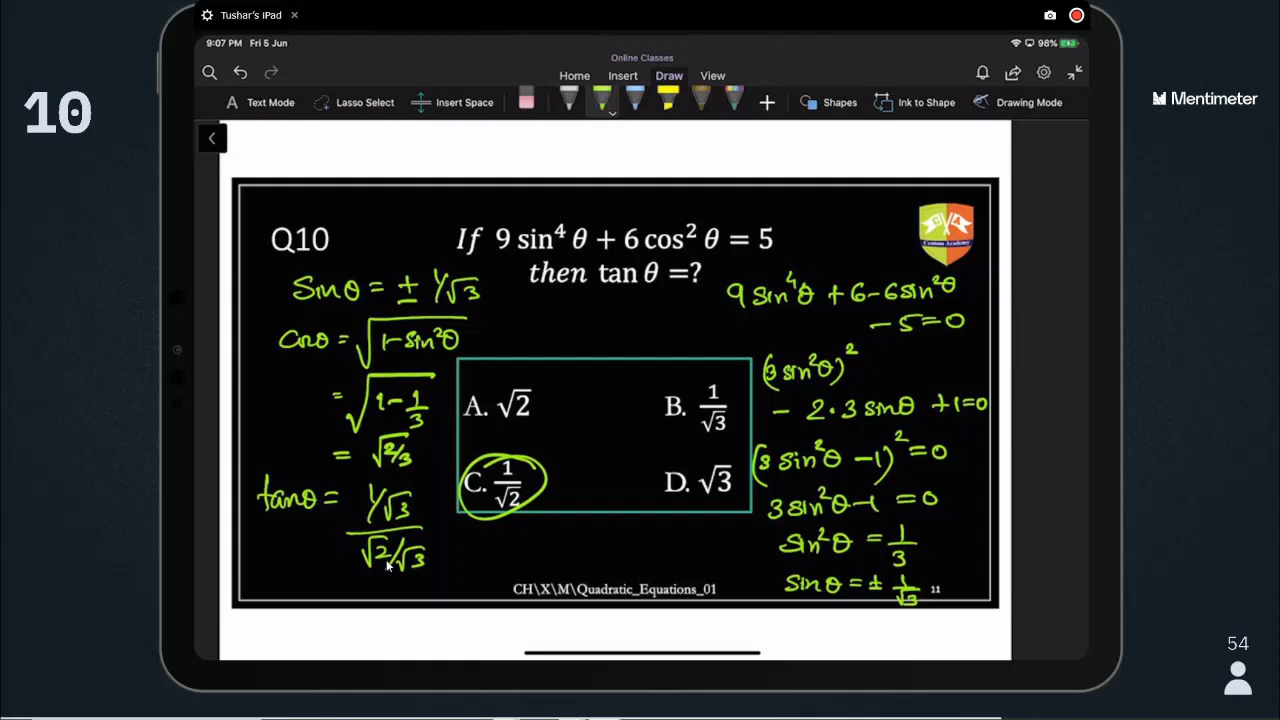 Tushar's iPad ×
9:07 PM Fri 5 Jun
98%
Online Classes
Home Insert Draw View
A Text Mode Lasso Select Insert Space Shapes Ink to Shape Drawing Mode
10
Mentimeter
Q10
If 9 sin⁴ θ + 6 cos² θ = 5
then tan θ =?
Centum Academy
Sinθ = ± 1/√3
cosθ = √(1-sin²θ)
= √(1 - 1/3)
= √(2/3)
tanθ = (1/√3)/(√2/√3)
A. √2
B. 1/√3
C. 1/√2
D. √3
9 sin⁴θ + 6 - 6sin²θ
- 5 = 0
(3 sin²θ)²
- 2 · 3 sinθ + 1 = 0
(3 sin²θ - 1)² = 0
3 sin²θ - 1 = 0
sin²θ = 1/3
sinθ = ± 1/√3
CH\X\M\Quadratic_Equations_01
11
54